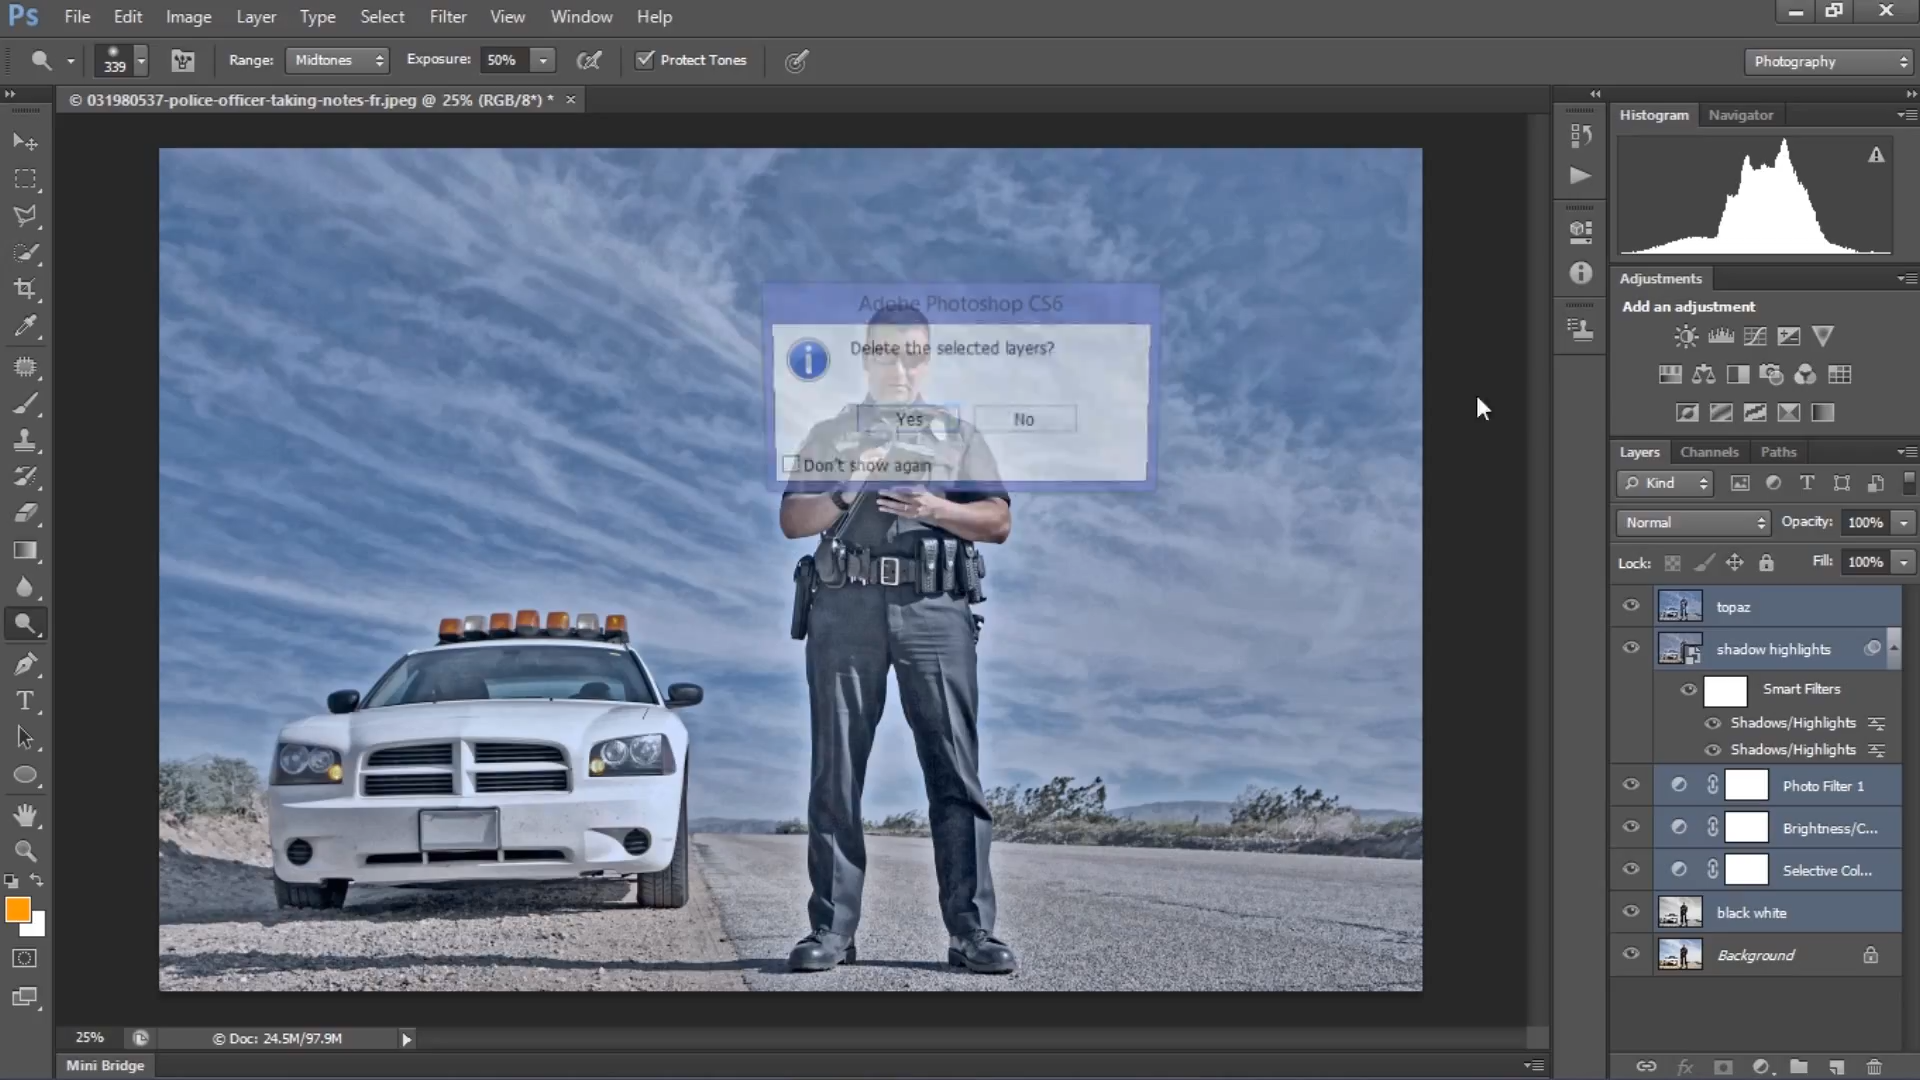 Ps File Edit Image Layer Type Select Filter View Window Help
339 Range: Midtones Exposure: 50% Protect Tones Photography
© 031980537-police-officer-taking-notes-fr.jpeg @ 25% (RGB/8*) * ×
Histogram Navigator
Adjustments
Add an adjustment
Adobe Photoshop CS6
Delete the selected layers?
Yes No
Don't show again
Layers Channels Paths
Kind
Normal Opacity: 100%
Lock: Fill: 100%
topaz
shadow highlights
Smart Filters
Shadows/Highlights
Shadows/Highlights
Photo Filter 1
Brightness/C...
Selective Col...
black white
Background
25% © Doc: 24.5M/97.9M
Mini Bridge